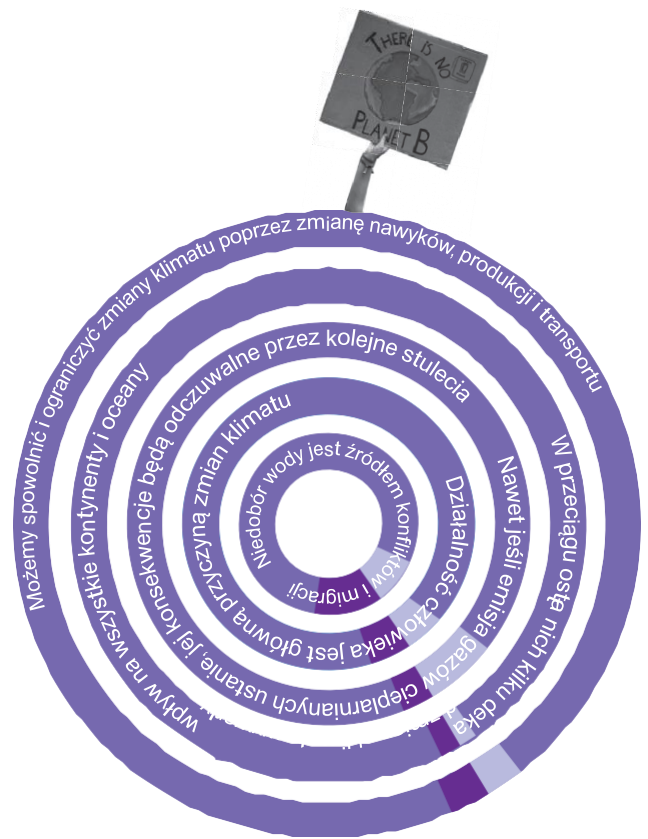 THERE IS NO
PLANET B
Możemy spowolnić i ograniczyć zmiany klimatu poprzez zmianę nawyków, produkcji i transportu
W przeciągu osta nich kilku deka
wpływ na wszystkie kontynenty i oceany
Nawet jeśli emisja gazów cieplarnianych ustanie, jej konsekwencje będą odczuwalne przez kolejne stulecia
Działalność człowieka jest główną przyczyną zmian klimatu
Niedobór wody jest źródłem konfliktów i migracji